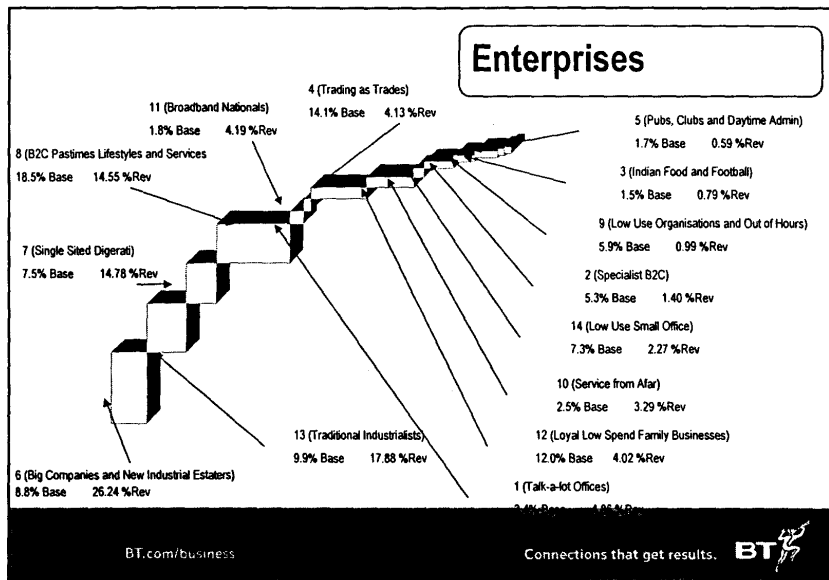 Enterprises
4 (Trading as Trades)
14.1% Base 4.13 %Rev
11 (Broadband Nationals)
1.8% Base 4.19 %Rev
5 (Pubs, Clubs and Daytime Admin)
1.7% Base 0.59 %Rev
8 (B2C Pastimes Lifestyles and Services
18.5% Base 14.55 %Rev
3 (Indian Food and Football)
1.5% Base 0.79 %Rev
9 (Low Use Organisations and Out of Hours)
5.9% Base 0.99 %Rev
7 (Single Sited Digerati)
7.5% Base 14.78 %Rev
2 (Specialist B2C)
5.3% Base 1.40 %Rev
14 (Low Use Small Office)
7.3% Base 2.27 %Rev
10 (Service from Afar)
2.5% Base 3.29 %Rev
13 (Traditional Industrialists)
9.9% Base 17.88 %Rev
12 (Loyal Low Spend Family Businesses)
12.0% Base 4.02 %Rev
6 (Big Companies and New Industrial Estaters)
8.8% Base 26.24 %Rev
1 (Talk-a-lot Offices)
Base %Rev
BT.com/business
Connections that get results.
BT